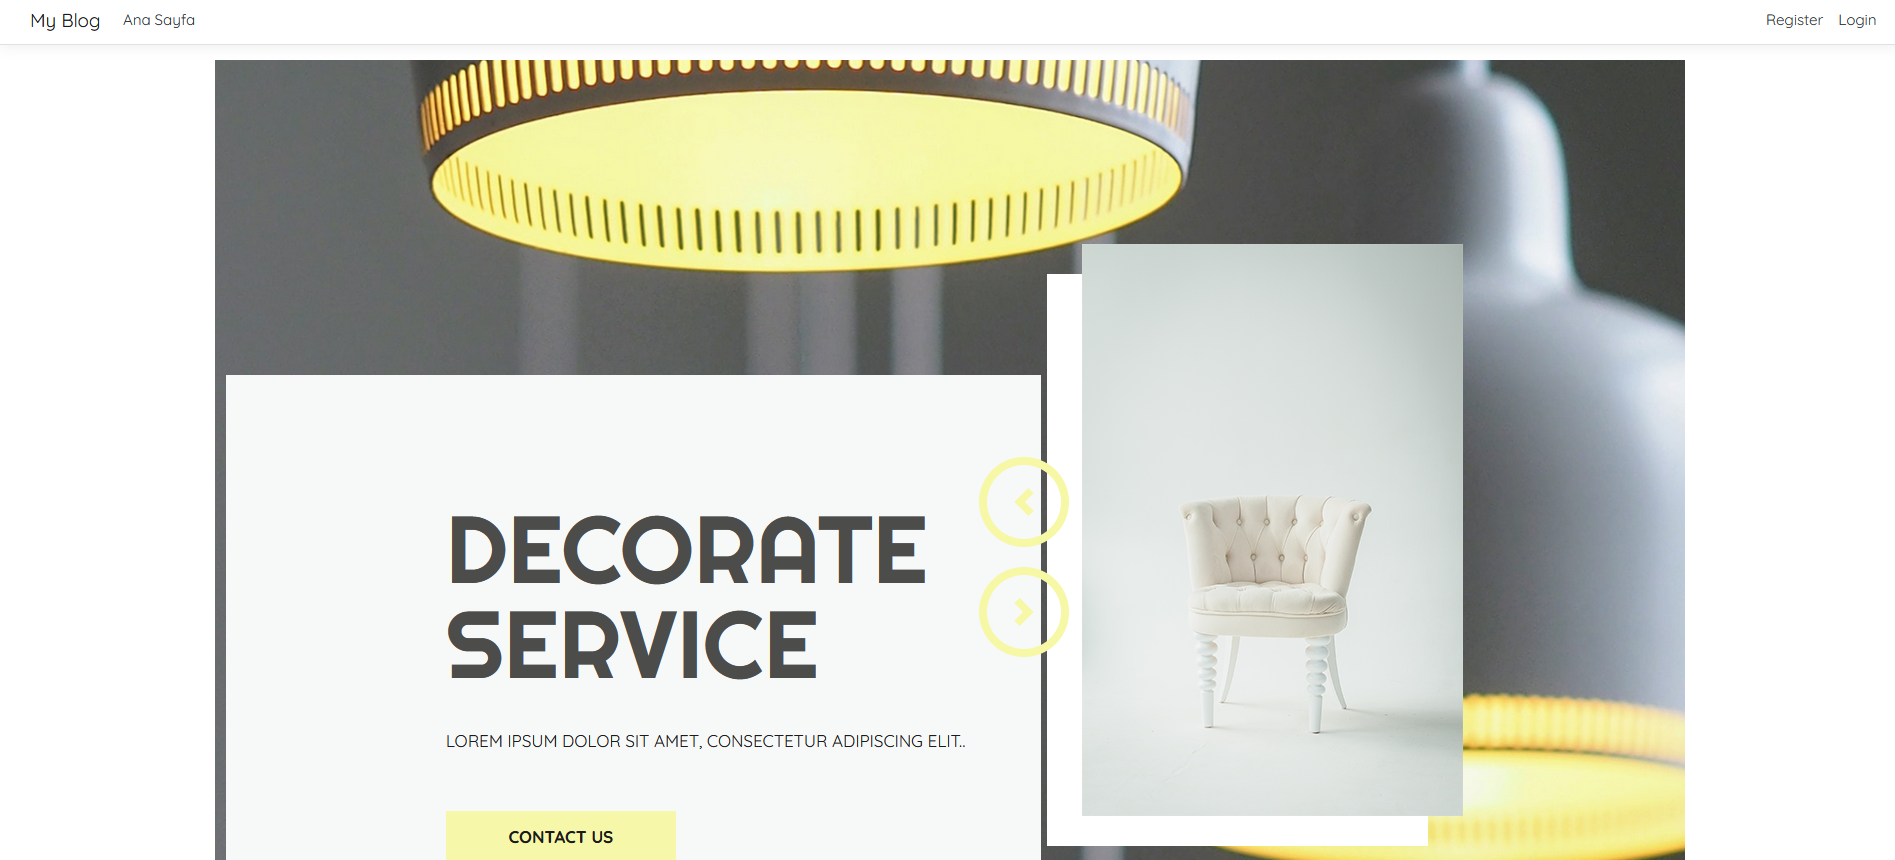 My Blog Ana Sayfa Register Login
DECORATE
SERVICE
LOREM IPSUM DOLOR SIT AMET, CONSECTETUR ADIPISCING ELIT..
CONTACT US